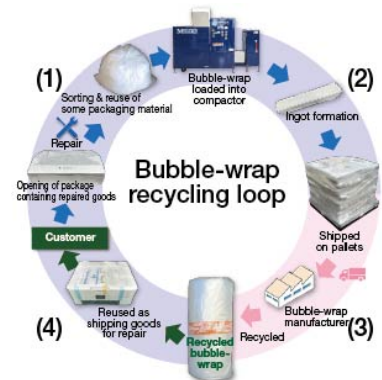 (1)
Sorting & reuse of
some packaging material
Bubble-wrap
loaded into
compactor
(2)
Ingot formation
Repair
Opening of package
containing repaired goods
Bubble-wrap
recycling loop
Shipped
on pallets
Customer
(4)
Reused as
shipping goods
for repair
Recycled
bubble-
wrap
Recycled
Bubble-wrap
manufacturer
(3)